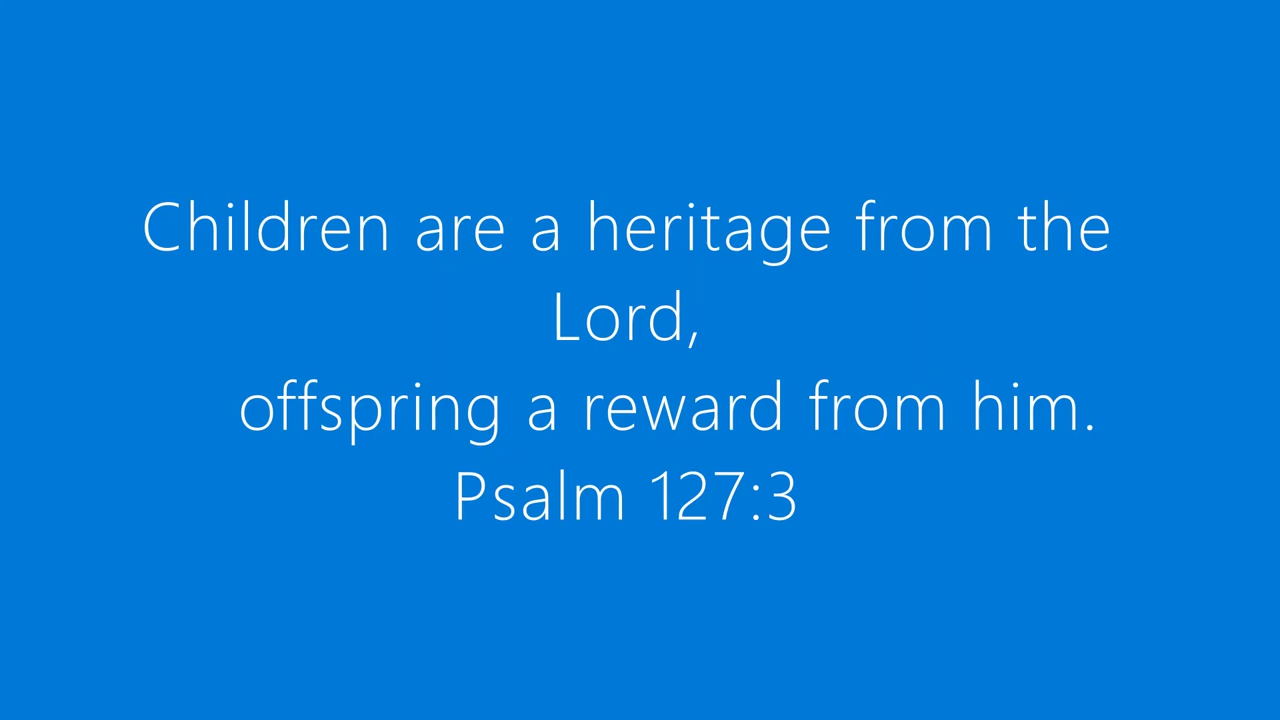 Children are a heritage from the
Lord,
offspring a reward from him.
Psalm 127:3